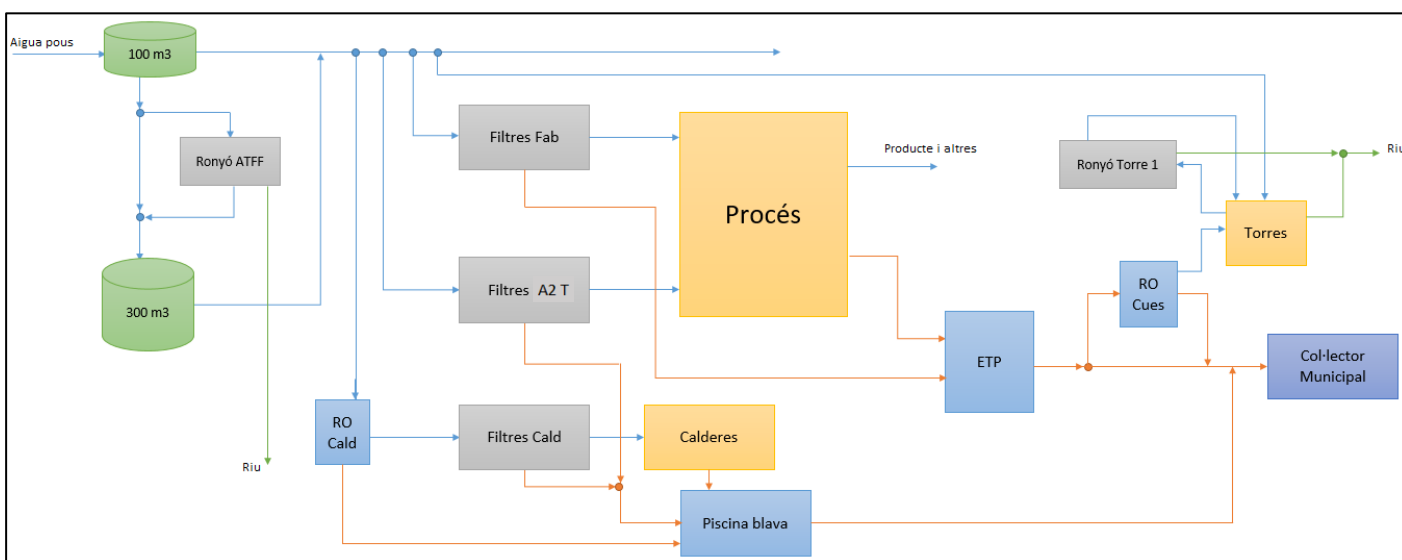 Aigua pous
100 m3
Ronyó ATFF
300 m3
Riu
Filtres Fab
Filtres A2 T
RO
Cald
Filtres Cald
Calderes
Piscina blava
Procés
Producte i altres
ETP
Ronyó Torre 1
Riu
Torres
RO
Cues
Col·lector
Municipal